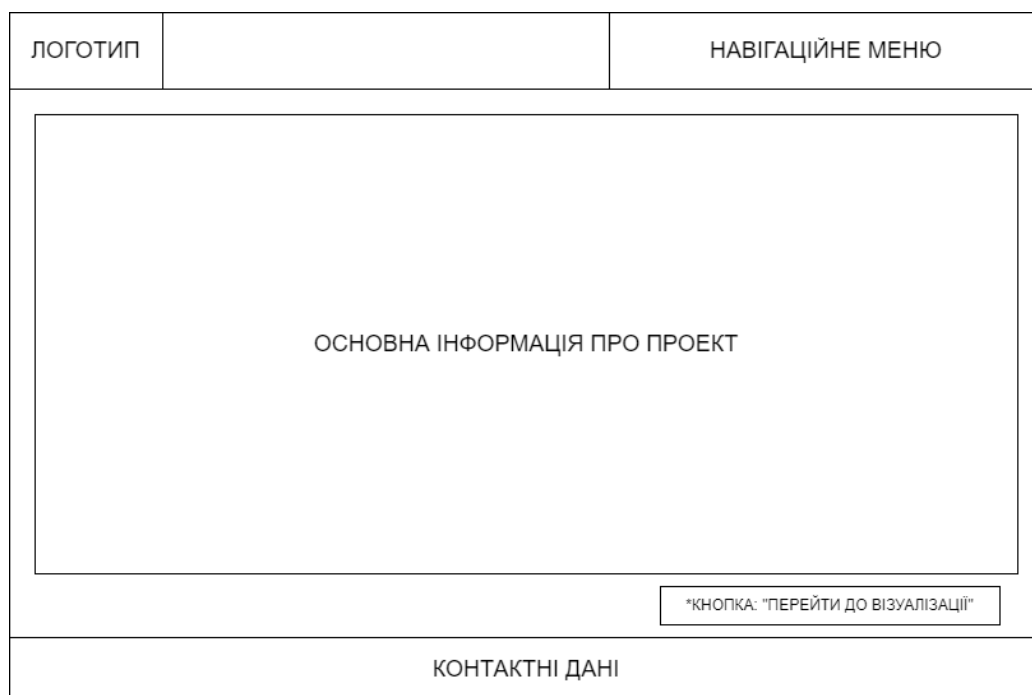 ЛОГОТИП
НАВІГАЦІЙНЕ МЕНЮ
ОСНОВНА ІНФОРМАЦІЯ ПРО ПРОЕКТ
*КНОПКА: "ПЕРЕЙТИ ДО ВІЗУАЛІЗАЦІЇ"
КОНТАКТНІ ДАНІ